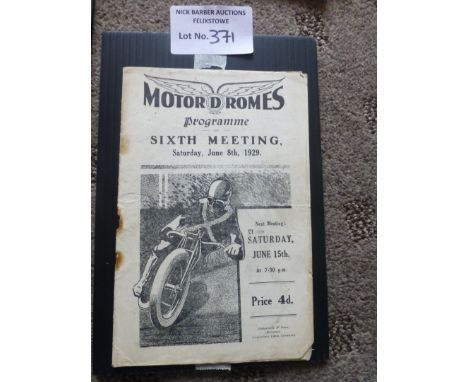 NICK BARBER AUCTIONS
FELIXSTOWE
Lot No. 371
MOTORDROMES
Programme
SIXTH MEETING,
Saturday, June 8th, 1929.
Next Meeting:
SATURDAY,
JUNE 15th.
At 7-30 p.m.
Price 4d.